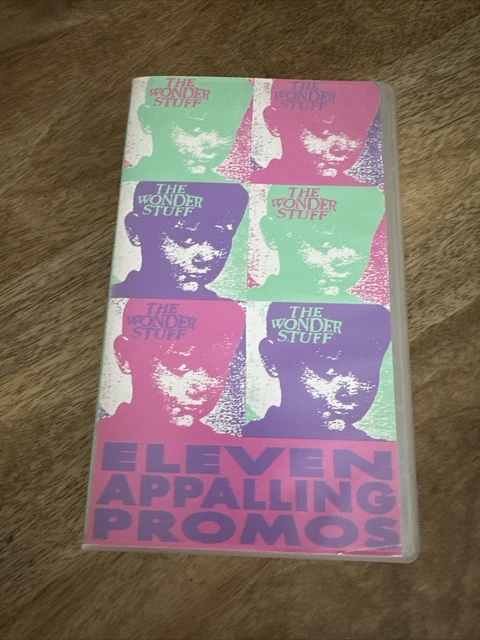 THE
WONDER
STUFF
THE
WONDER
STUFF
THE
WONDER
STUFF
THE
WONDER
STUFF
THE
WONDER
STUFF
THE
WONDER
STUFF
ELEVEN
APPALLING
PROMOS